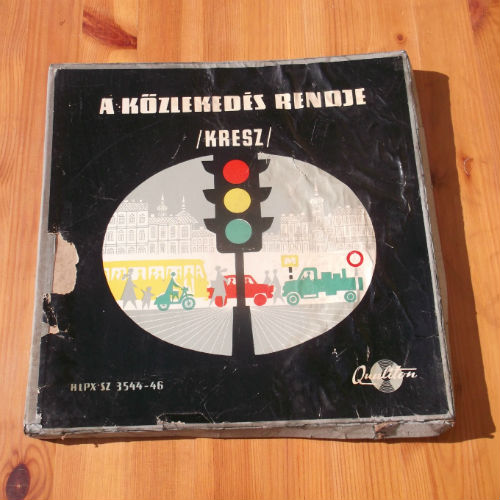 A KÖZLEKEDÉS RENDJE
/KRESZ/
HLPX·SZ 3544-46
Qualiton